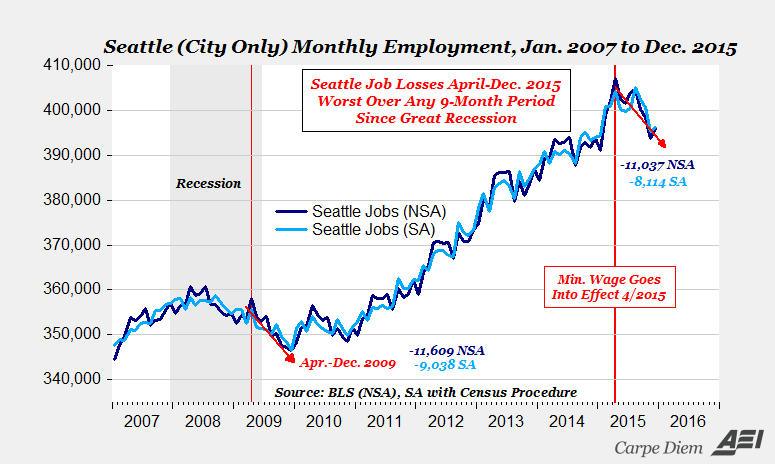 Seattle (City Only) Monthly Employment, Jan. 2007 to Dec. 2015
410,000
400,000
390,000
380,000
370,000
360,000
350,000
340,000
Seattle Job Losses April-Dec. 2015
Worst Over Any 9-Month Period
Since Great Recession
Recession
-11,037 NSA
-8,114 SA
Seattle Jobs (NSA)
Seattle Jobs (SA)
Min. Wage Goes
Into Effect 4/2015
-11,609 NSA
-9,038 SA
Apr.-Dec. 2009
Source: BLS (NSA), SA with Census Procedure
2007 2008 2009 2010 2011 2012 2013 2014 2015 2016
Carpe Diem AEI